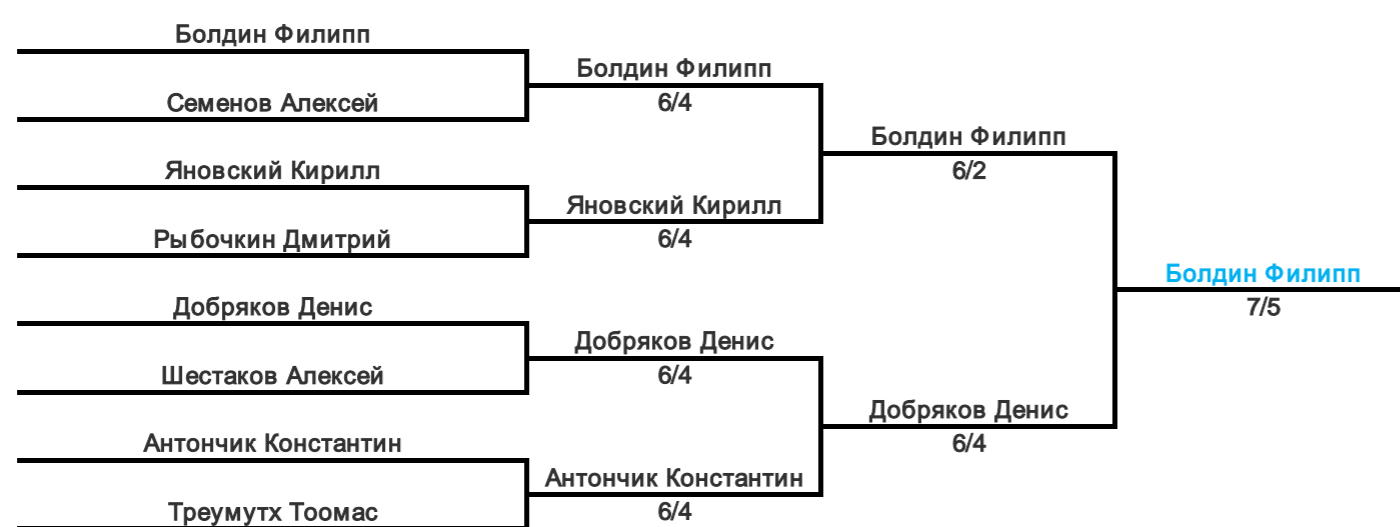 Болдин Филипп
Семенов Алексей
Яновский Кирилл
Рыбочкин Дмитрий
Добряков Денис
Шестаков Алексей
Антончик Константин
Треумутх Тоомас
Болдин Филипп
6/4
Яновский Кирилл
6/4
Добряков Денис
6/4
Антончик Константин
6/4
Болдин Филипп
6/2
Добряков Денис
6/4
Болдин Филипп
7/5